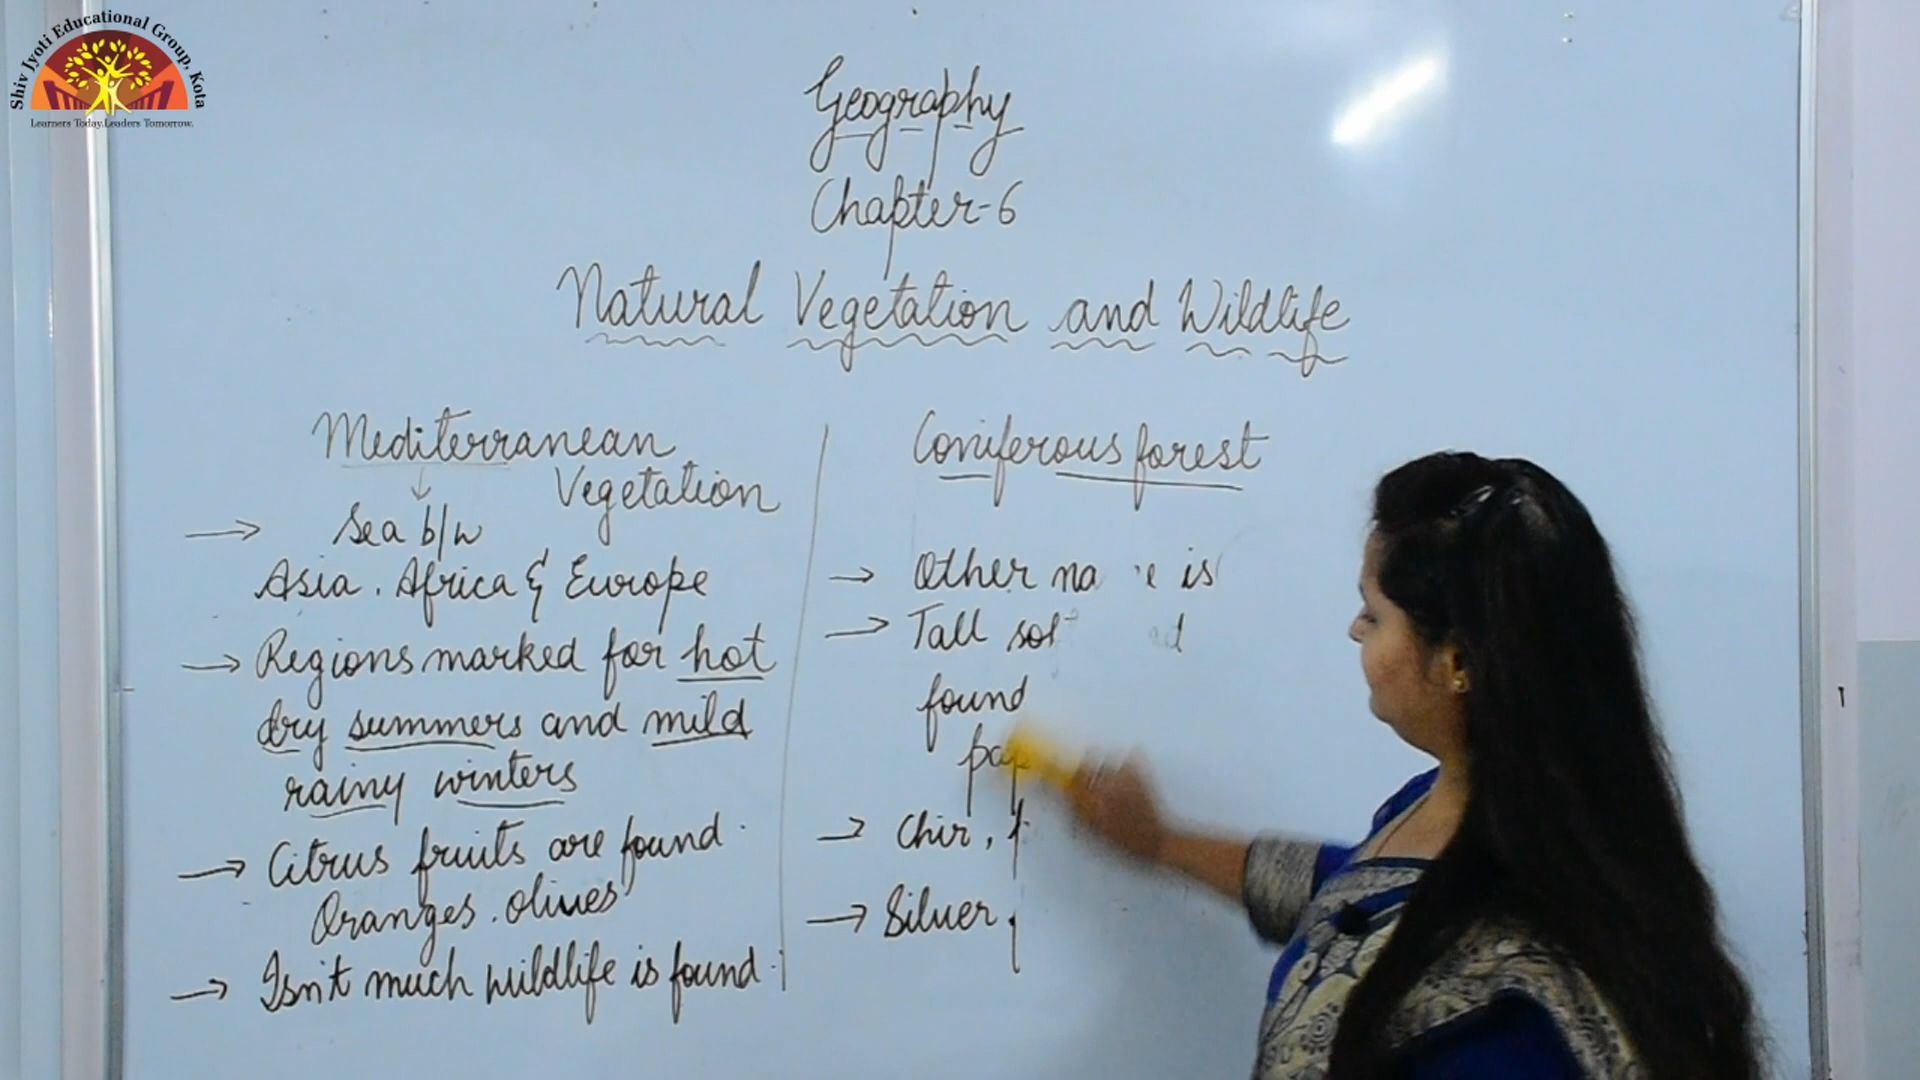 Shiv Jyoti Educational Group, Kota
Learners Today.Leaders Tomorrow.
Geography
Chapter-6
Natural Vegetation and Wildlife
Mediterranean
Vegetation
→ Sea b/w
Asia. Africa & Europe
→ Regions marked for hot
dry summers and mild
rainy winters
→ Citrus fruits are found.
Oranges. Olives
→ Isn't much wildlife is found.
Coniferous forest
→ Other is
→ Tall
found
→ Chir,
→ Silver